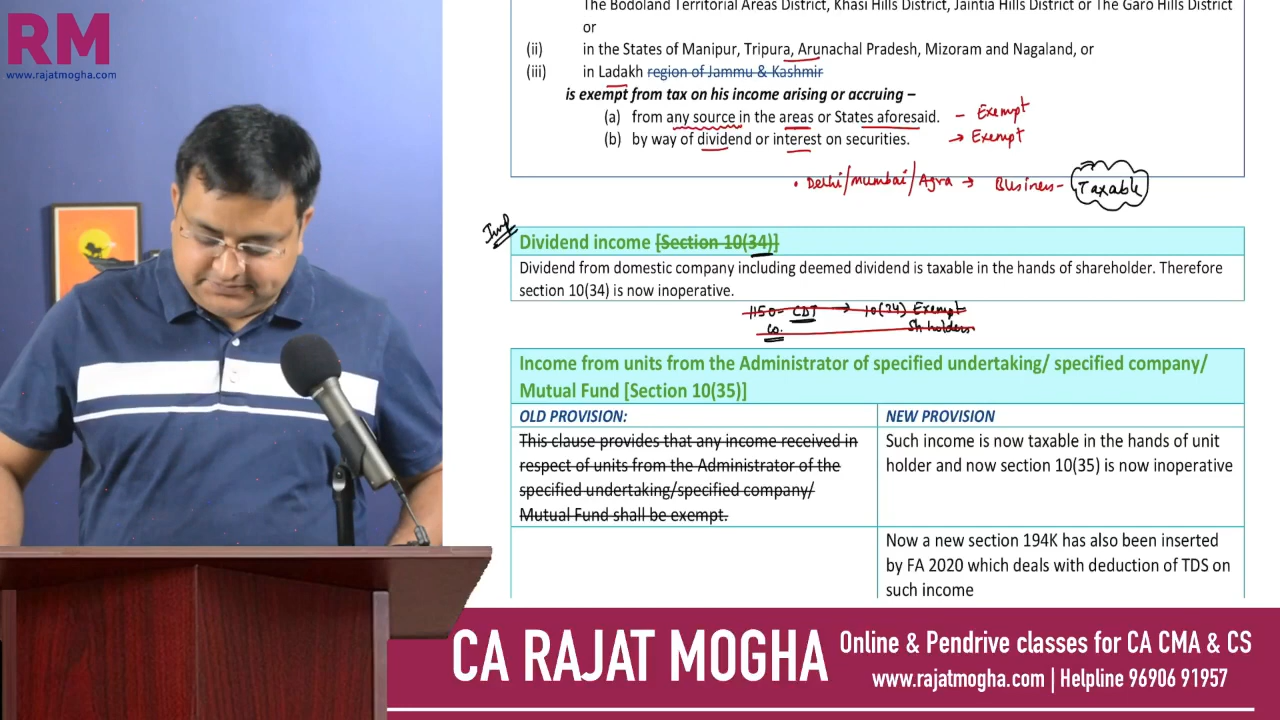 RM
www.rajatmogha.com
The Bodoland Territorial Areas District, Khasi Hills District, Jaintia Hills District or The Garo Hills District
or
(ii) in the States of Manipur, Tripura, Arunachal Pradesh, Mizoram and Nagaland, or
(iii) in Ladakh region of Jammu & Kashmir
is exempt from tax on his income arising or accruing –
(a) from any source in the areas or States aforesaid. – Exempt
(b) by way of dividend or interest on securities. → Exempt
• Delhi/mumbai/Agra → Business– Taxable
Imp
Dividend income [Section 10(34)]
Dividend from domestic company including deemed dividend is taxable in the hands of shareholder. Therefore
section 10(34) is now inoperative.
115O- CDT → 10(34) Exempt
Co. Sh holders
Income from units from the Administrator of specified undertaking/ specified company/
Mutual Fund [Section 10(35)]
OLD PROVISION: NEW PROVISION
This clause provides that any income received in
respect of units from the Administrator of the
specified undertaking/specified company/
Mutual Fund shall be exempt.
Such income is now taxable in the hands of unit
holder and now section 10(35) is now inoperative
Now a new section 194K has also been inserted
by FA 2020 which deals with deduction of TDS on
such income
CA RAJAT MOGHA
Online & Pendrive classes for CA CMA & CS
www.rajatmogha.com | Helpline 96906 91957